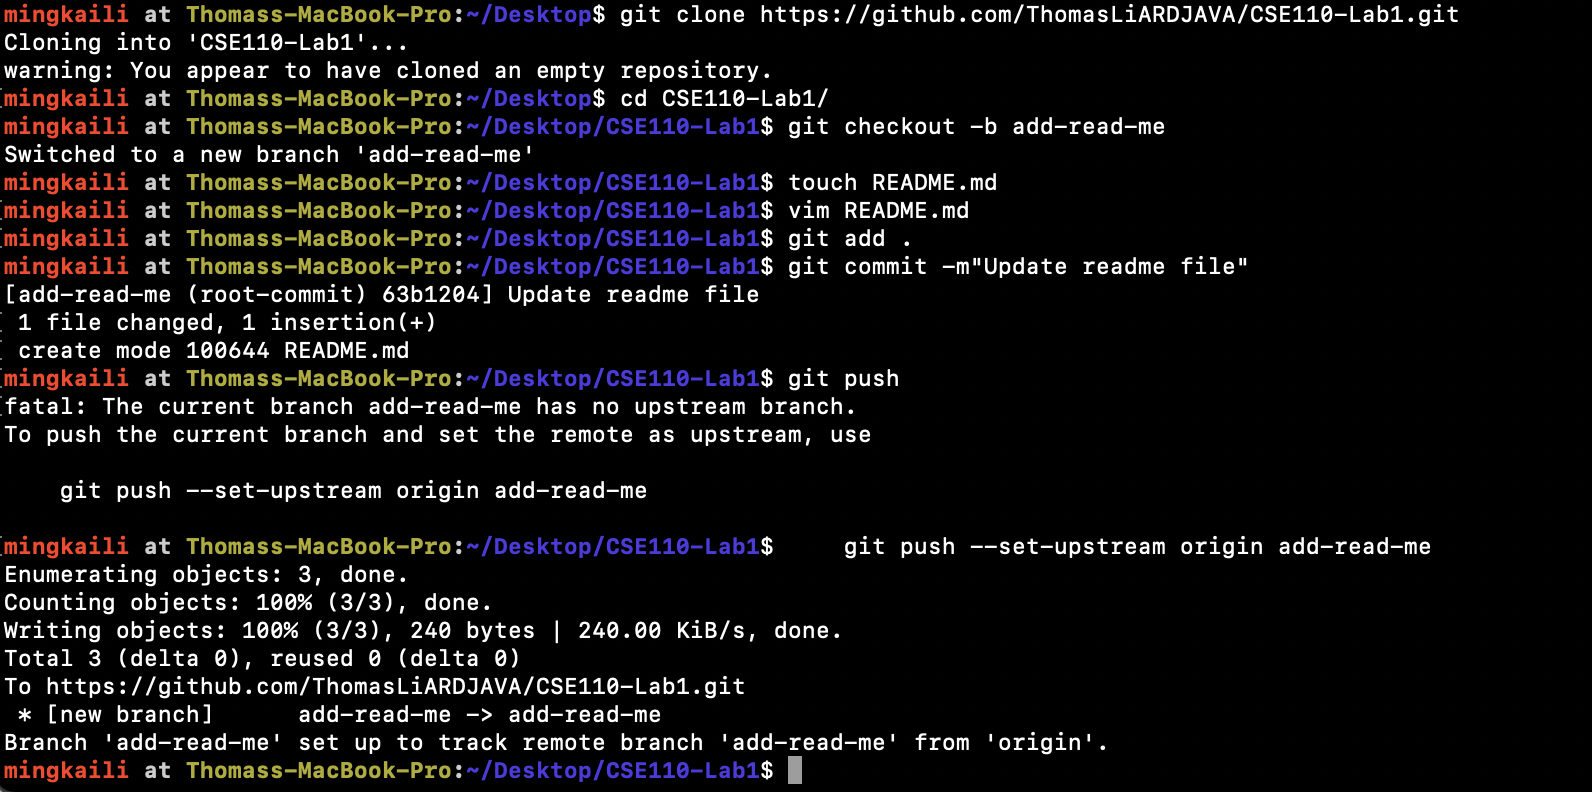 mingkaili at Thomass-MacBook-Pro:~/Desktop$ git clone https://github.com/ThomasLiARDJAVA/CSE110-Lab1.git
Cloning into 'CSE110-Lab1'...
warning: You appear to have cloned an empty repository.
mingkaili at Thomass-MacBook-Pro:~/Desktop$ cd CSE110-Lab1/
mingkaili at Thomass-MacBook-Pro:~/Desktop/CSE110-Lab1$ git checkout -b add-read-me
Switched to a new branch 'add-read-me'
mingkaili at Thomass-MacBook-Pro:~/Desktop/CSE110-Lab1$ touch README.md
mingkaili at Thomass-MacBook-Pro:~/Desktop/CSE110-Lab1$ vim README.md
mingkaili at Thomass-MacBook-Pro:~/Desktop/CSE110-Lab1$ git add .
mingkaili at Thomass-MacBook-Pro:~/Desktop/CSE110-Lab1$ git commit -m"Update readme file"
[add-read-me (root-commit) 63b1204] Update readme file
 1 file changed, 1 insertion(+)
 create mode 100644 README.md
mingkaili at Thomass-MacBook-Pro:~/Desktop/CSE110-Lab1$ git push
fatal: The current branch add-read-me has no upstream branch.
To push the current branch and set the remote as upstream, use

    git push --set-upstream origin add-read-me

mingkaili at Thomass-MacBook-Pro:~/Desktop/CSE110-Lab1$     git push --set-upstream origin add-read-me
Enumerating objects: 3, done.
Counting objects: 100% (3/3), done.
Writing objects: 100% (3/3), 240 bytes | 240.00 KiB/s, done.
Total 3 (delta 0), reused 0 (delta 0)
To https://github.com/ThomasLiARDJAVA/CSE110-Lab1.git
 * [new branch]      add-read-me -> add-read-me
Branch 'add-read-me' set up to track remote branch 'add-read-me' from 'origin'.
mingkaili at Thomass-MacBook-Pro:~/Desktop/CSE110-Lab1$